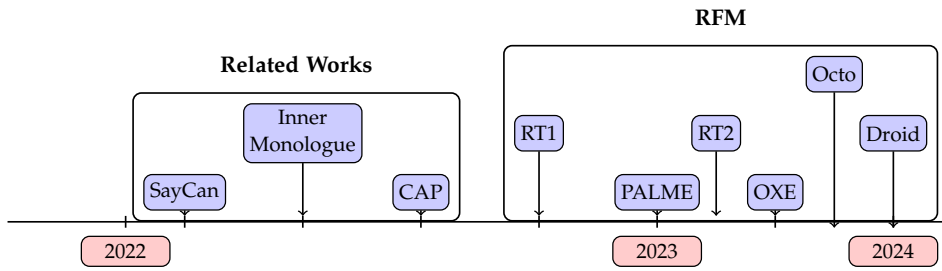 RFM
Related Works
Octo
Inner
Monologue
RT1
RT2
Droid
SayCan
CAP
PALME
OXE
2022
2023
2024